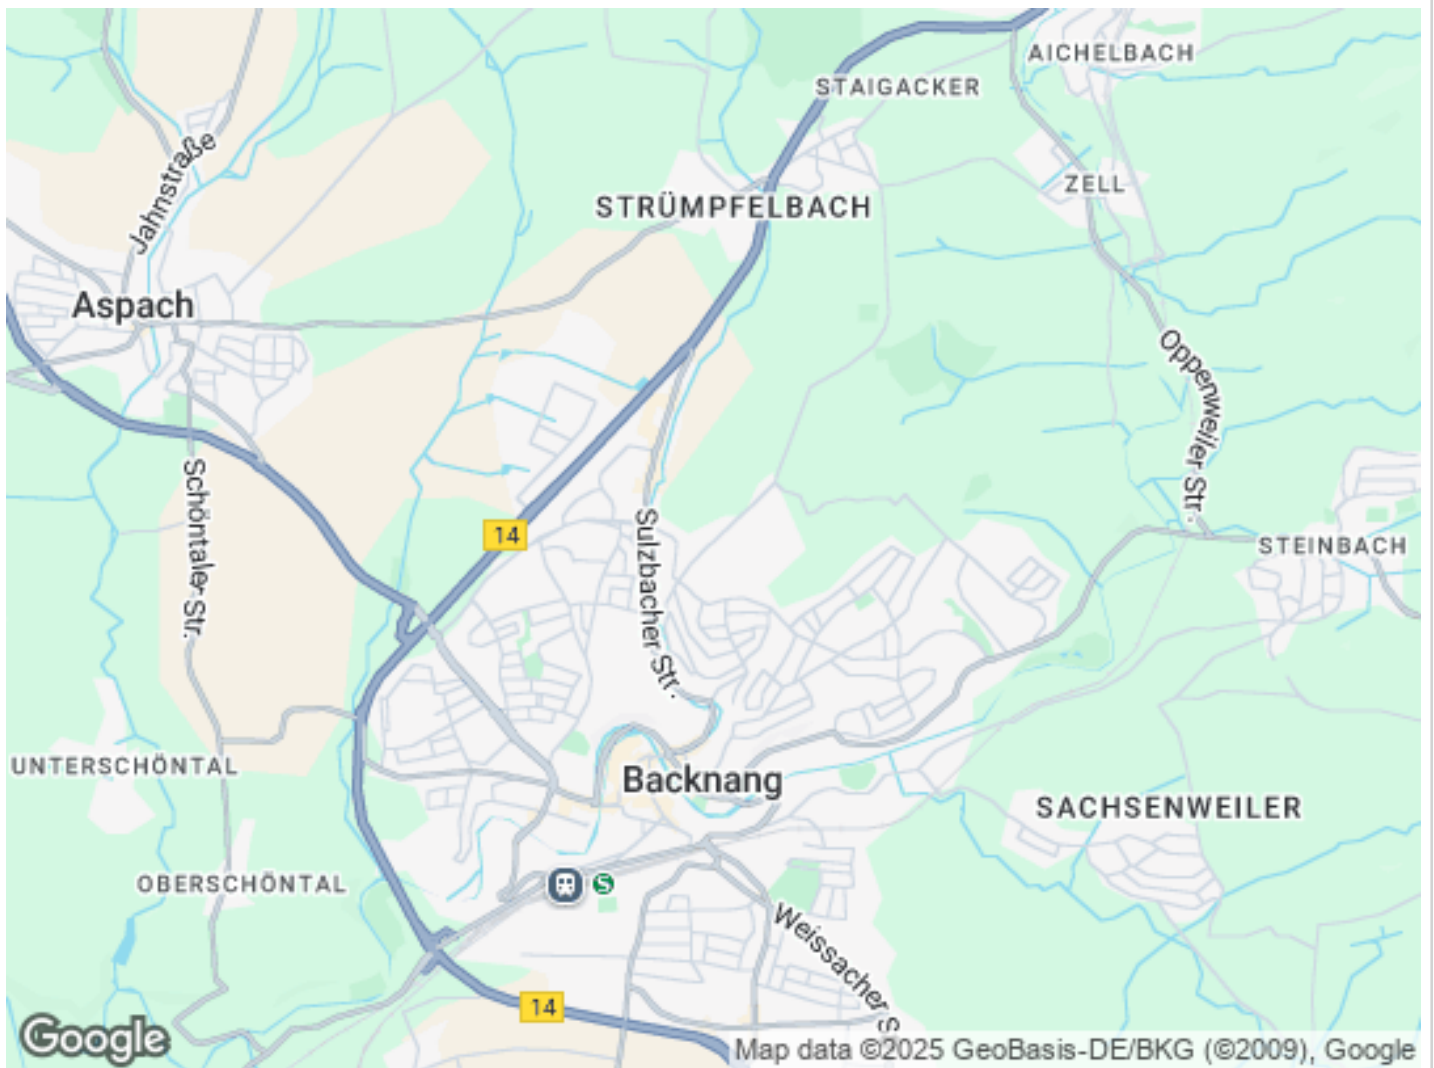 AICHELBACH
STAIGACKER
Jahnstraße
ZELL
STRÜMPFELBACH
Aspach
Oppenweiler Str.
Schöntaler Str.
14
Sulzbacher Str.
STEINBACH
UNTERSCHÖNTAL
Backnang
SACHSENWEILER
OBERSCHÖNTAL
S
Weissacher S
14
Google
Map data ©2025 GeoBasis-DE/BKG (©2009), Google